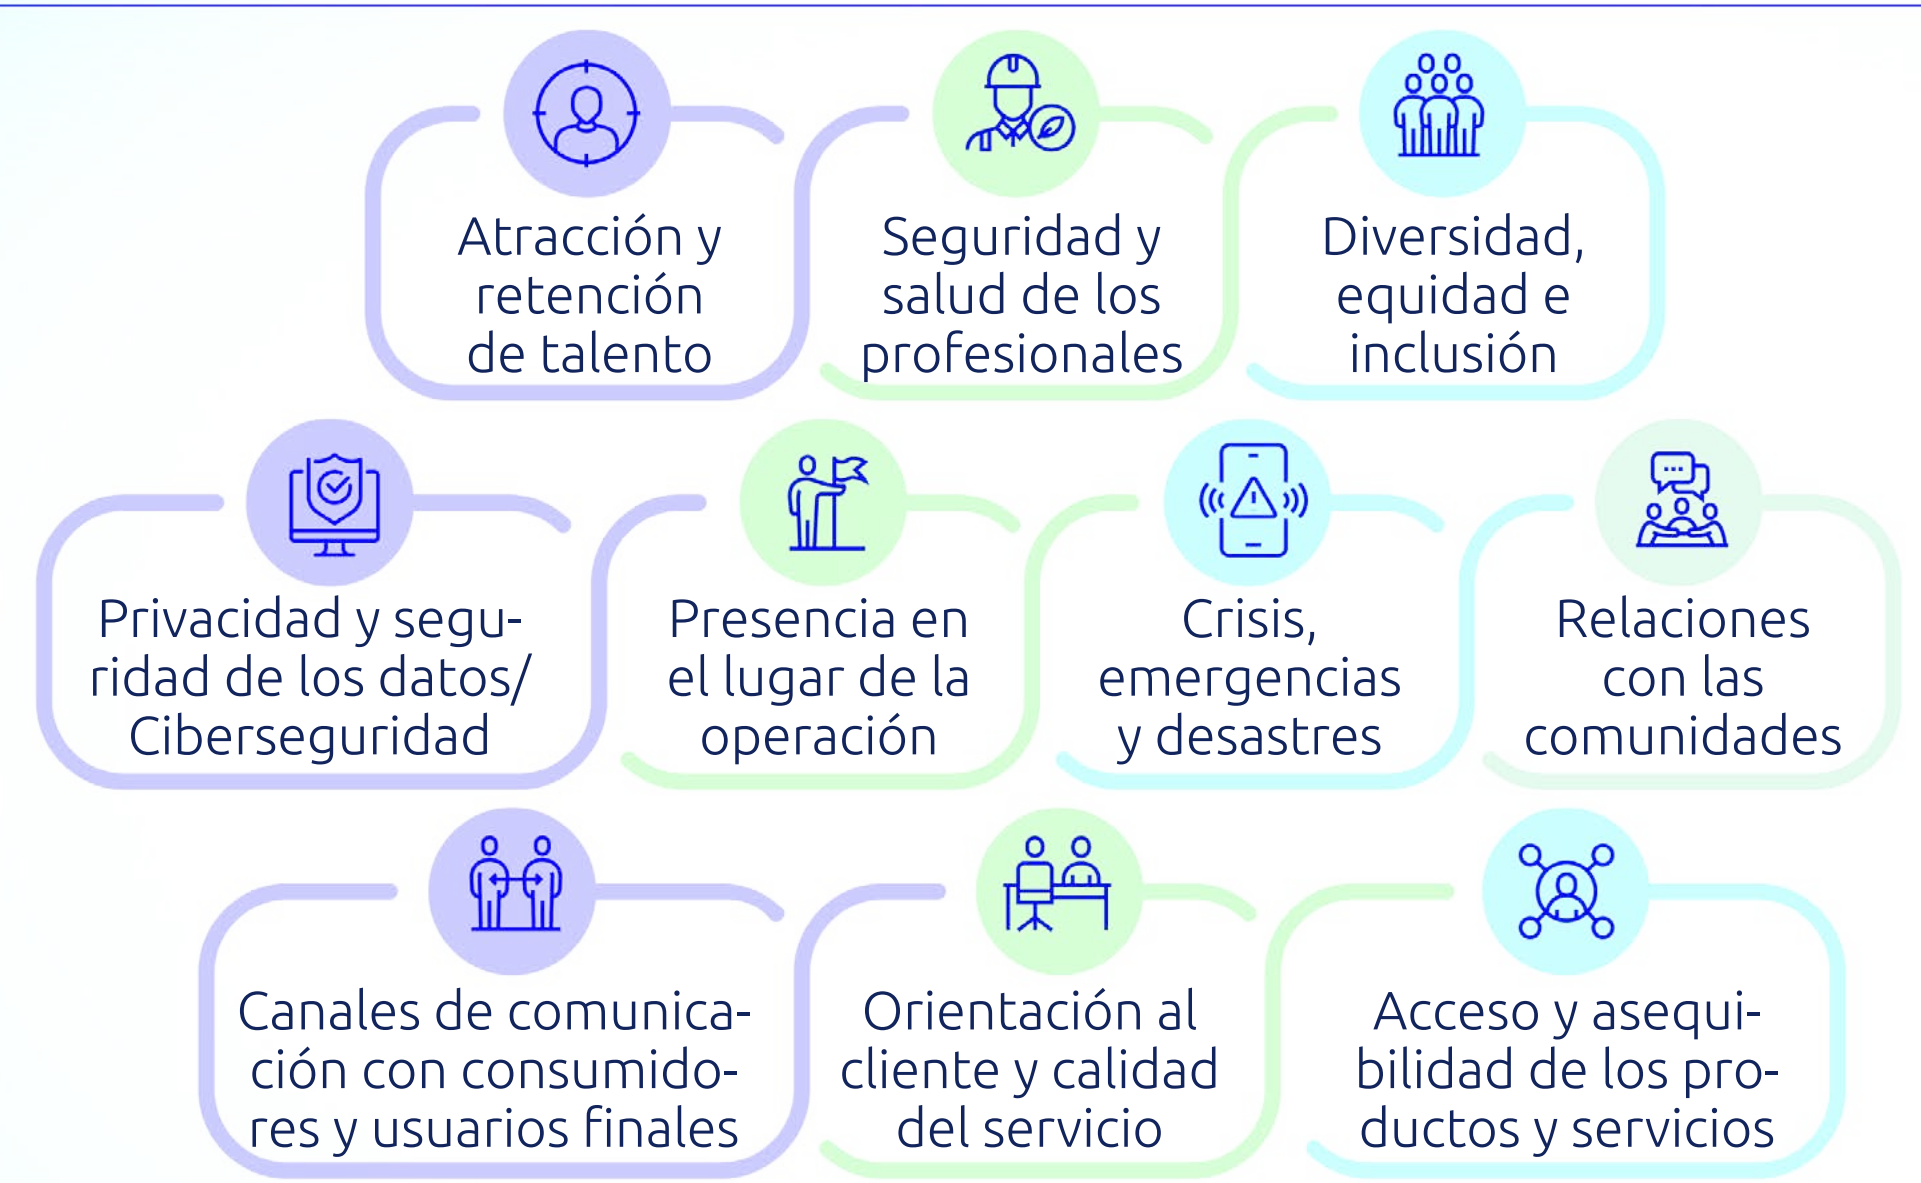 Atracción y
retención
de talento
Seguridad y
salud de los
profesionales
Diversidad,
equidad e
inclusión
Privacidad y segu-
ridad de los datos/
Ciberseguridad
Presencia en
el lugar de la
operación
Crisis,
emergencias
y desastres
Relaciones
con las
comunidades
Canales de comunica-
ción con consumido-
res y usuarios finales
Orientación al
cliente y calidad
del servicio
Acceso y asequi-
bilidad de los pro-
ductos y servicios